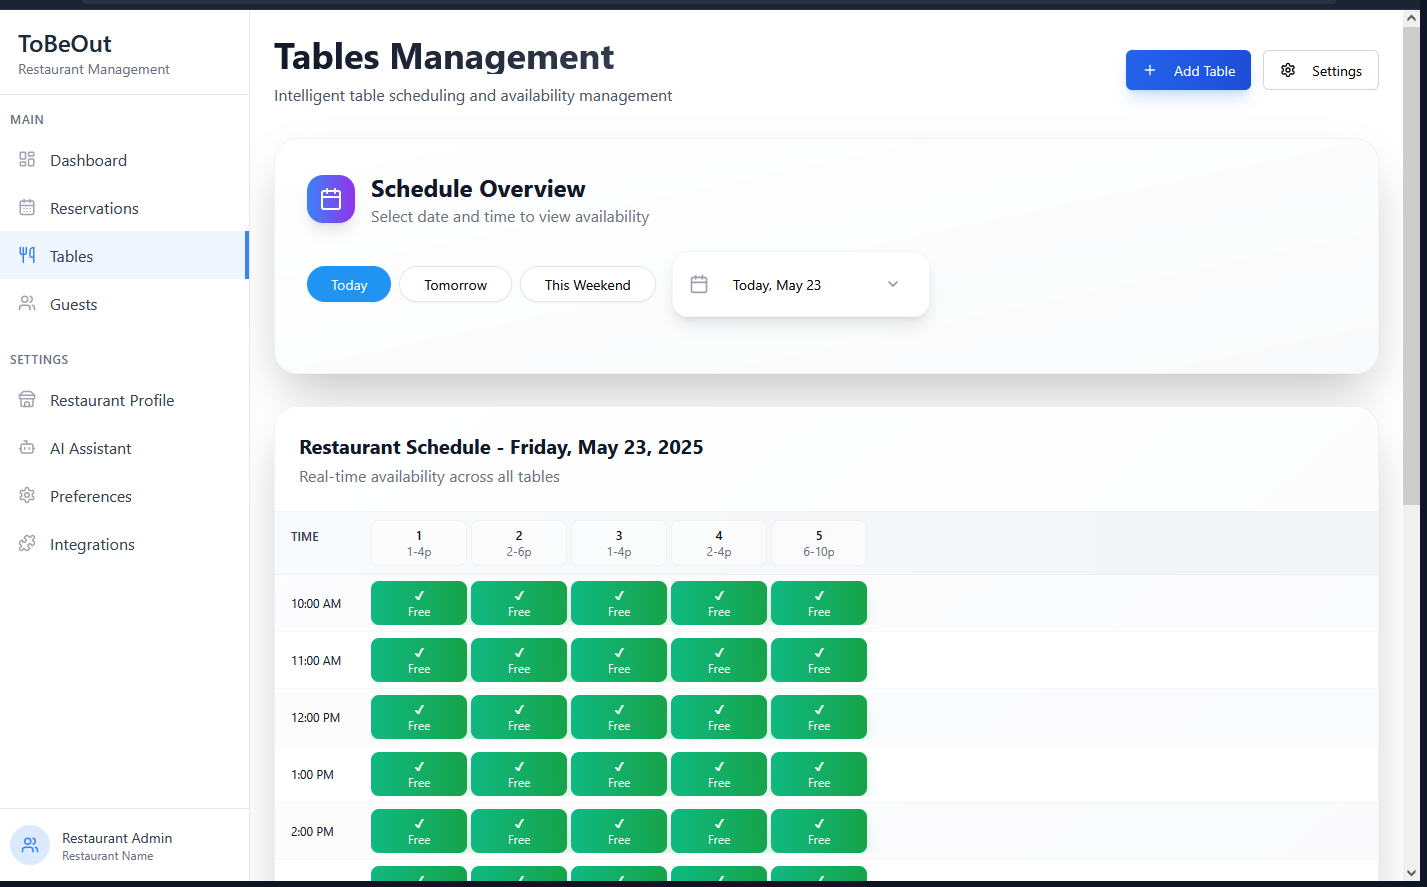 ToBeOut
Restaurant Management
MAIN
Dashboard
Reservations
Tables
Guests
SETTINGS
Restaurant Profile
AI Assistant
Preferences
Integrations
Restaurant Admin
Restaurant Name
Tables Management
Intelligent table scheduling and availability management
+ Add Table
Settings
Schedule Overview
Select date and time to view availability
Today
Tomorrow
This Weekend
Today, May 23
Restaurant Schedule - Friday, May 23, 2025
Real-time availability across all tables
TIME 1 2 3 4 5
1-4p 2-6p 1-4p 2-4p 6-10p
10:00 AM ✓ ✓ ✓ ✓ ✓
Free Free Free Free Free
11:00 AM ✓ ✓ ✓ ✓ ✓
Free Free Free Free Free
12:00 PM ✓ ✓ ✓ ✓ ✓
Free Free Free Free Free
1:00 PM ✓ ✓ ✓ ✓ ✓
Free Free Free Free Free
2:00 PM ✓ ✓ ✓ ✓ ✓
Free Free Free Free Free